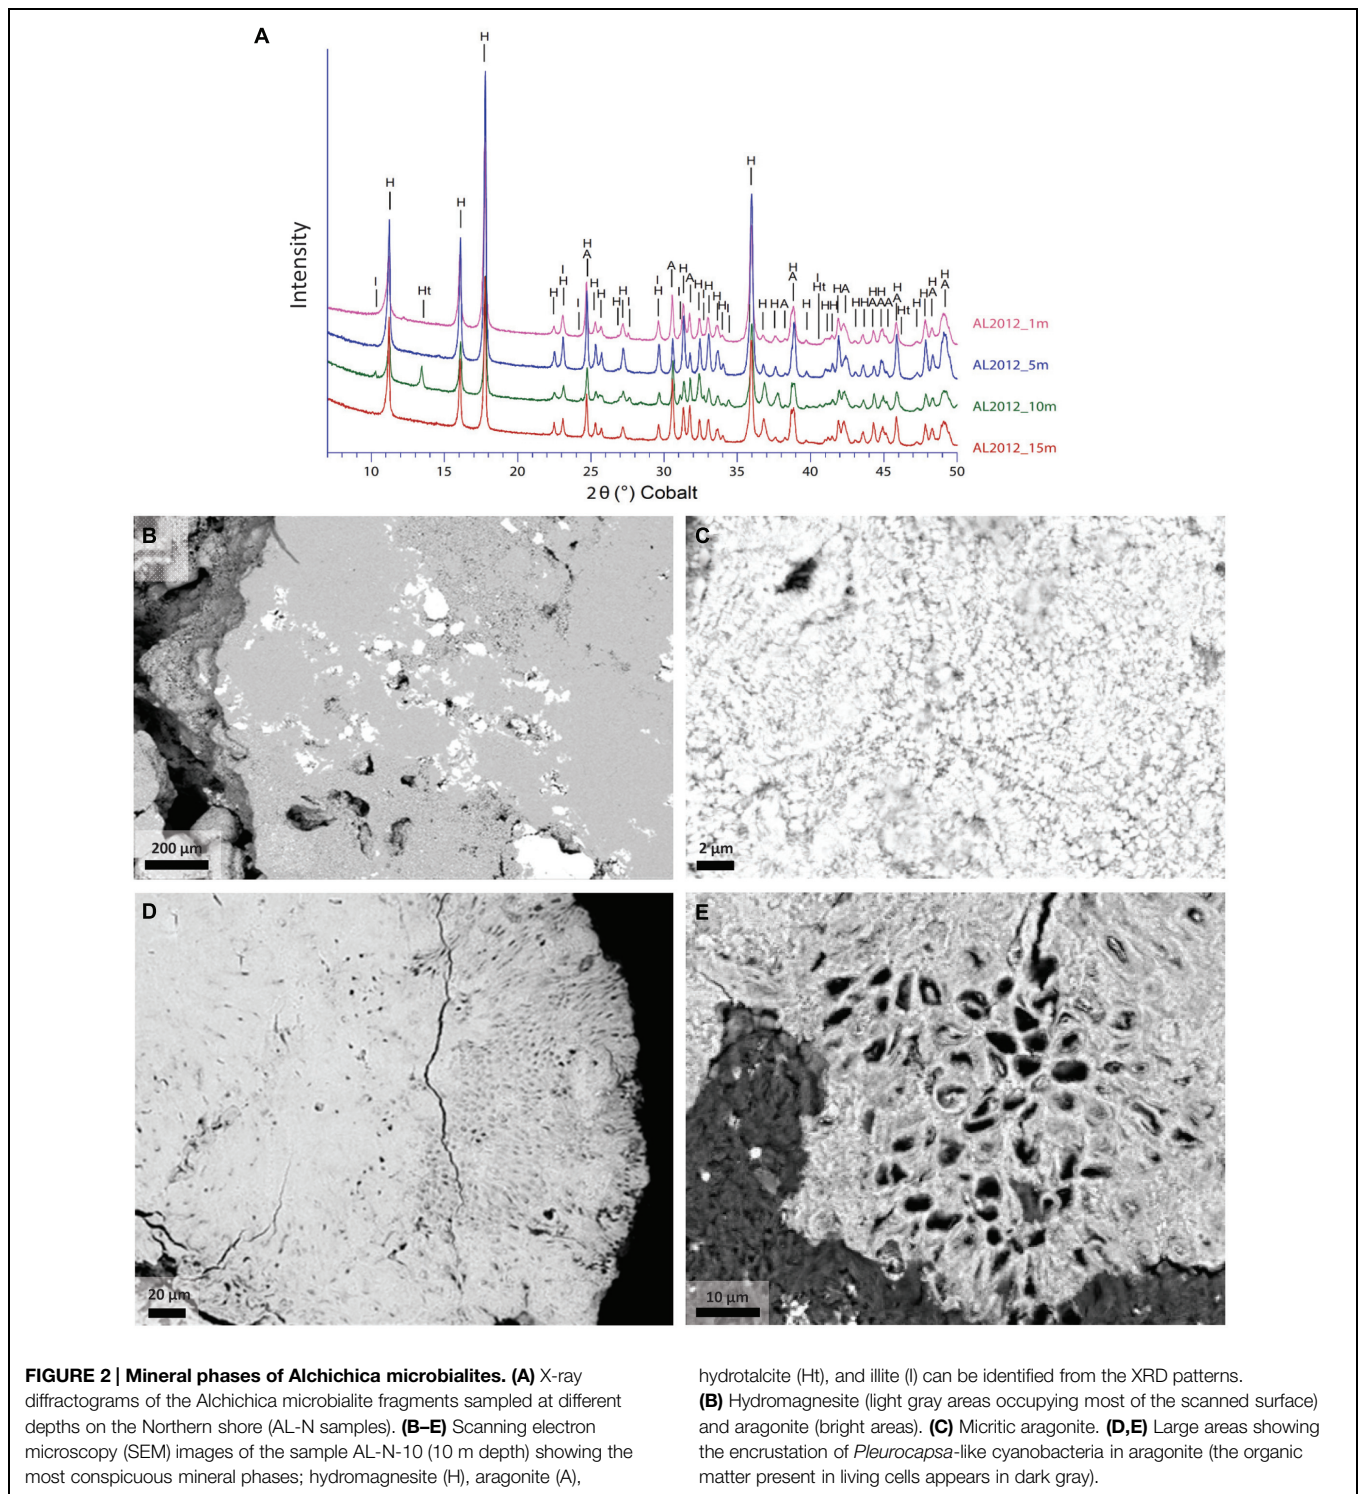 A
Intensity
H
H
H
H
I
Ht
H
I
H
I
H
A
H
H
H
H
I
I
H
A
I
H
A
H
I
H
H
H
I
H
H
H
A
H
A
H
I
Ht
H
H
H
A
H
H
H
A
H
A
A
H
A
Ht
H
H
H
A
H
A
AL2012_1m
AL2012_5m
AL2012_10m
AL2012_15m
10 15 20 25 30 35 40 45 50
2θ (°) Cobalt
B
200 µm
C
2 µm
D
20 µm
E
10 µm
FIGURE 2 | Mineral phases of Alchichica microbialites. (A) X-ray
diffractograms of the Alchichica microbialite fragments sampled at different
depths on the Northern shore (AL-N samples). (B–E) Scanning electron
microscopy (SEM) images of the sample AL-N-10 (10 m depth) showing the
most conspicuous mineral phases; hydromagnesite (H), aragonite (A),
hydrotalcite (Ht), and illite (I) can be identified from the XRD patterns.
(B) Hydromagnesite (light gray areas occupying most of the scanned surface)
and aragonite (bright areas). (C) Micritic aragonite. (D,E) Large areas showing
the encrustation of Pleurocapsa-like cyanobacteria in aragonite (the organic
matter present in living cells appears in dark gray).